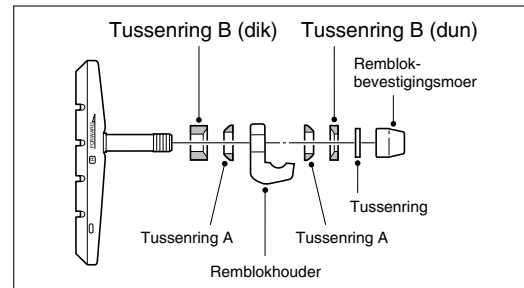 Tussenring B (dik)
Tussenring B (dun)
Remblok-
bevestigingsmoer
Tussenring
Tussenring A
Tussenring A
Remblokhouder